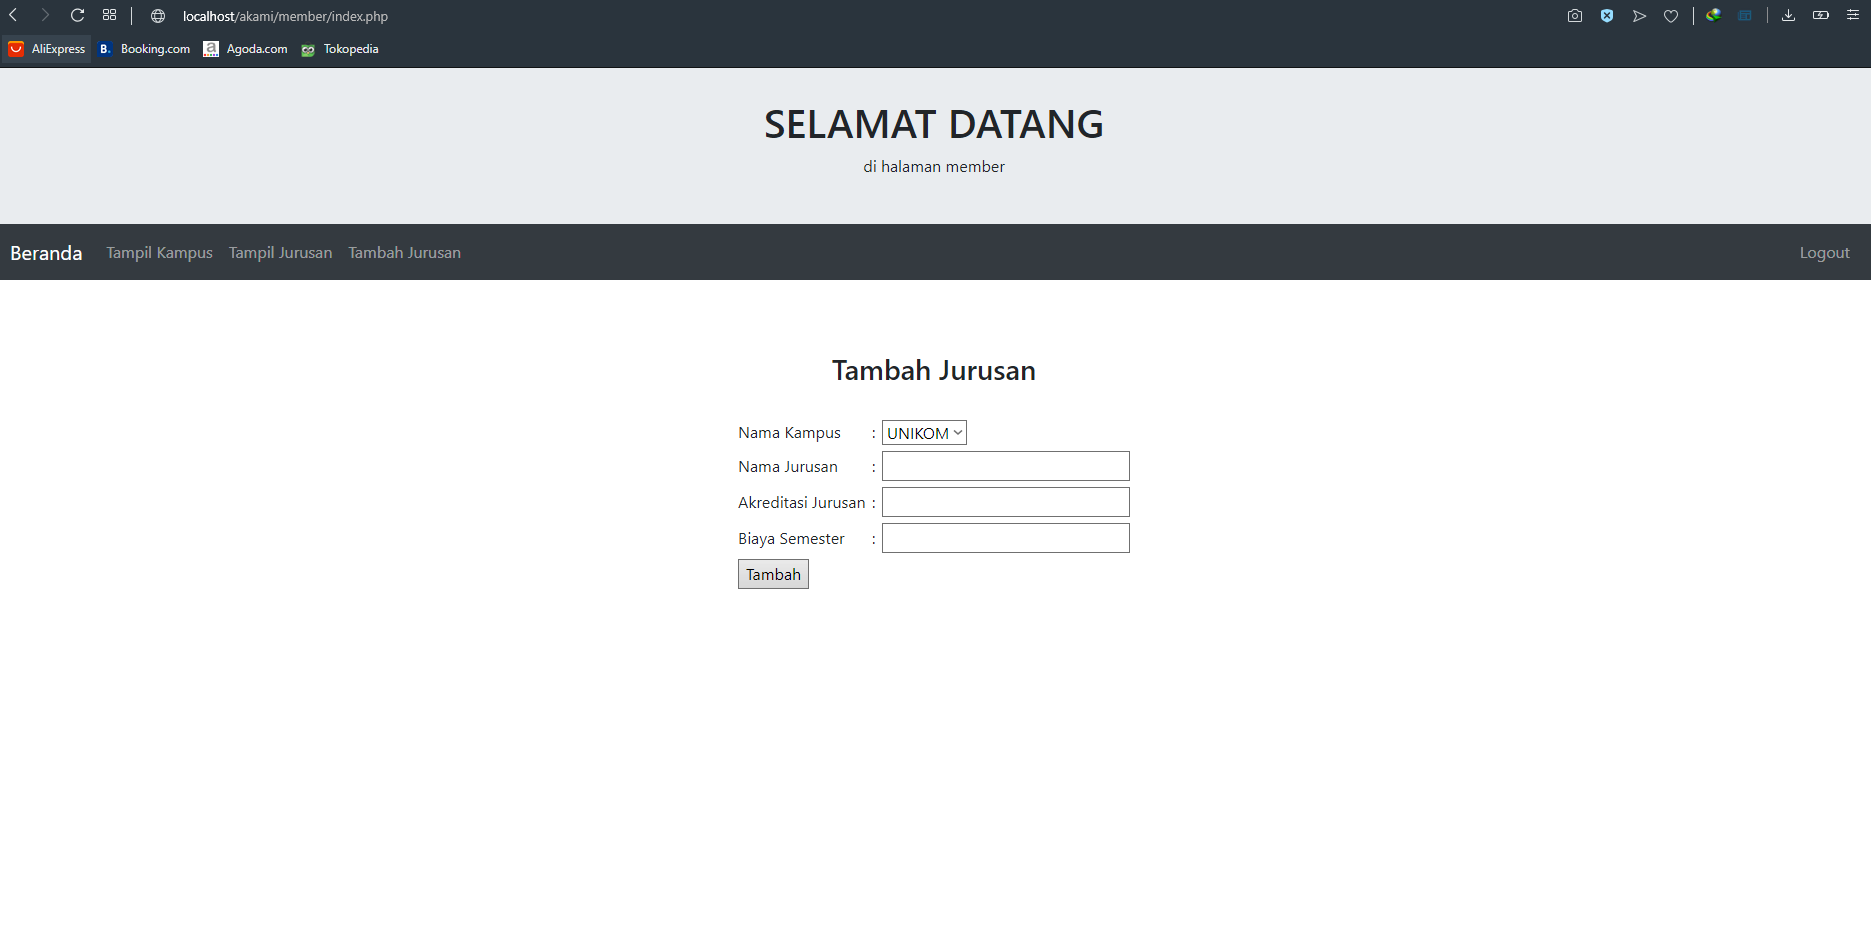 localhost/akami/member/index.php
AliExpress B. Booking.com a Agoda.com Tokopedia
SELAMAT DATANG
di halaman member
Beranda Tampil Kampus Tampil Jurusan Tambah Jurusan Logout
Tambah Jurusan
Nama Kampus : UNIKOM
Nama Jurusan :
Akreditasi Jurusan :
Biaya Semester :
Tambah